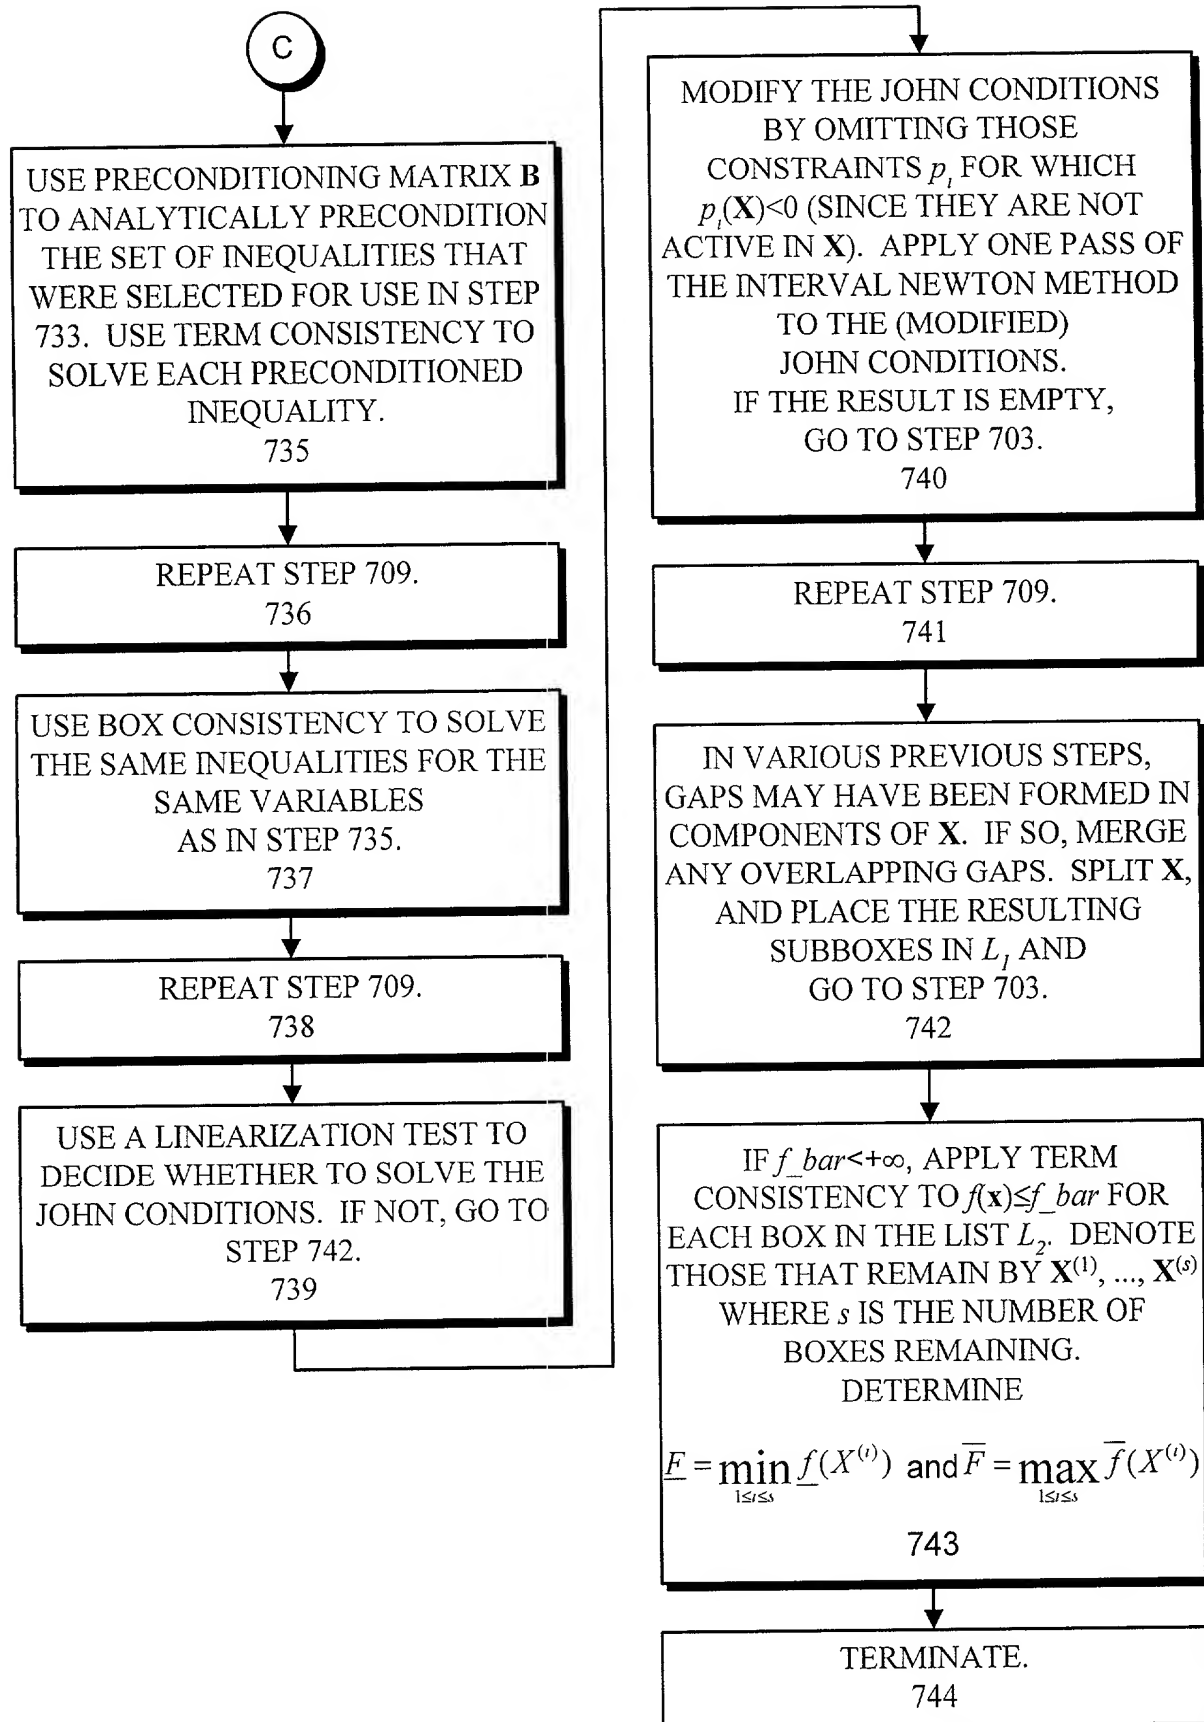 C
USE PRECONDITIONING MATRIX B
TO ANALYTICALLY PRECONDITION
THE SET OF INEQUALITIES THAT
WERE SELECTED FOR USE IN STEP
733. USE TERM CONSISTENCY TO
SOLVE EACH PRECONDITIONED
INEQUALITY.
735
REPEAT STEP 709.
736
USE BOX CONSISTENCY TO SOLVE
THE SAME INEQUALITIES FOR THE
SAME VARIABLES
AS IN STEP 735.
737
REPEAT STEP 709.
738
USE A LINEARIZATION TEST TO
DECIDE WHETHER TO SOLVE THE
JOHN CONDITIONS. IF NOT, GO TO
STEP 742.
739
MODIFY THE JOHN CONDITIONS
BY OMITTING THOSE
CONSTRAINTS p_i FOR WHICH
p_i(X)<0 (SINCE THEY ARE NOT
ACTIVE IN X). APPLY ONE PASS OF
THE INTERVAL NEWTON METHOD
TO THE (MODIFIED)
JOHN CONDITIONS.
IF THE RESULT IS EMPTY,
GO TO STEP 703.
740
REPEAT STEP 709.
741
IN VARIOUS PREVIOUS STEPS,
GAPS MAY HAVE BEEN FORMED IN
COMPONENTS OF X. IF SO, MERGE
ANY OVERLAPPING GAPS. SPLIT X,
AND PLACE THE RESULTING
SUBBOXES IN L_1 AND
GO TO STEP 703.
742
IF f_bar<+∞, APPLY TERM
CONSISTENCY TO f(x)≤f_bar FOR
EACH BOX IN THE LIST L_2. DENOTE
THOSE THAT REMAIN BY X^(1), ..., X^(s)
WHERE s IS THE NUMBER OF
BOXES REMAINING.
DETERMINE
F̲ = min_{1≤i≤s} f̲(X^(i)) and F̅ = max_{1≤i≤s} f̅(X^(i))
743
TERMINATE.
744